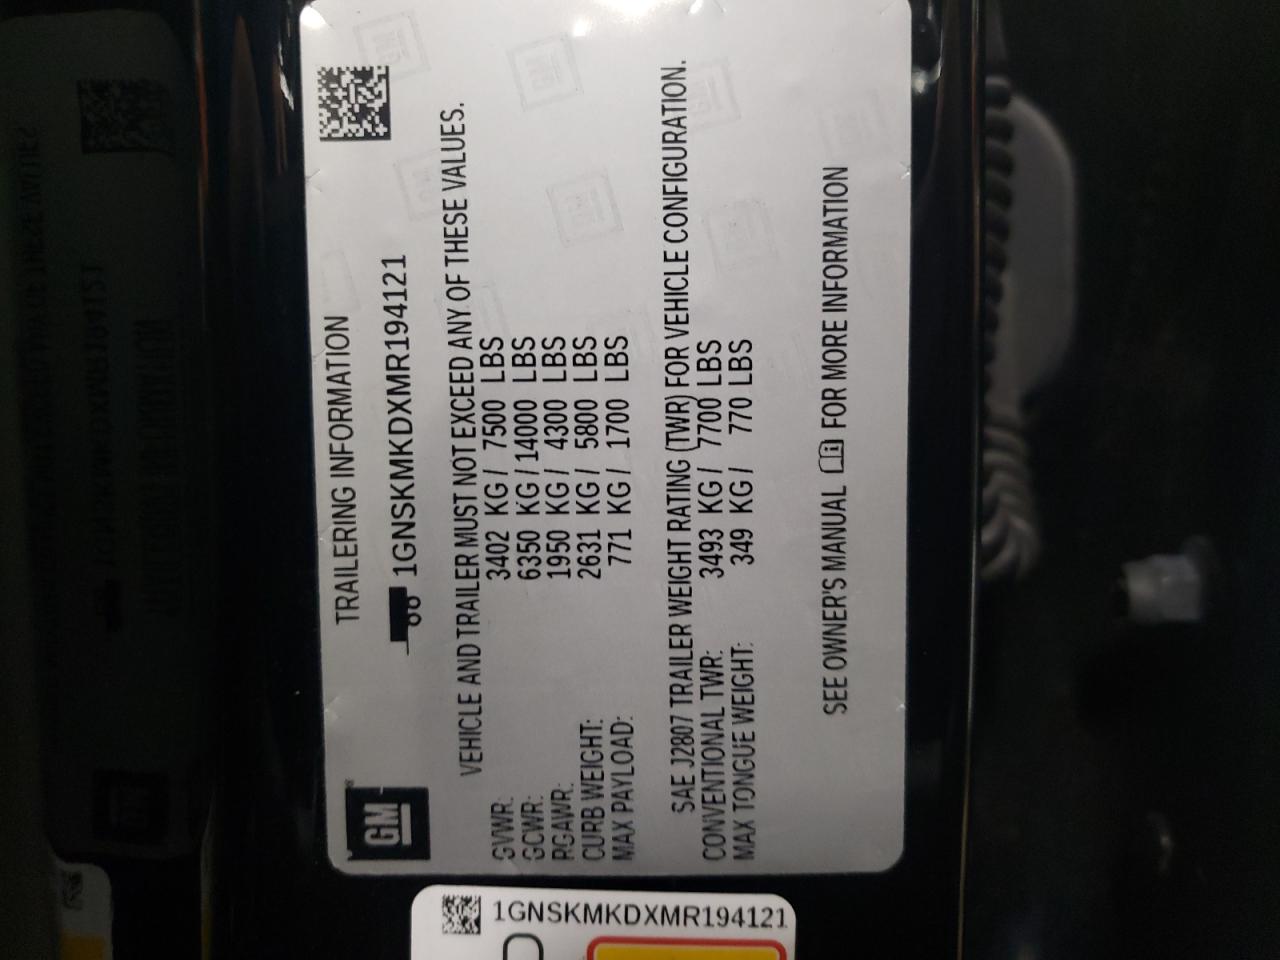 GM
TRAILERING INFORMATION
1GNSKMKDXMR194121
VEHICLE AND TRAILER MUST NOT EXCEED ANY OF THESE VALUES.
GVWR: 3402 KG / 7500 LBS
GCWR: 6350 KG / 14000 LBS
RGAWR: 1950 KG / 4300 LBS
CURB WEIGHT: 2631 KG / 5800 LBS
MAX PAYLOAD: 771 KG / 1700 LBS
SAE J2807 TRAILER WEIGHT RATING (TWR) FOR VEHICLE CONFIGURATION.
CONVENTIONAL TWR: 3493 KG / 7700 LBS
MAX TONGUE WEIGHT: 349 KG / 770 LBS
SEE OWNER'S MANUAL FOR MORE INFORMATION
1GNSKMKDXMR194121